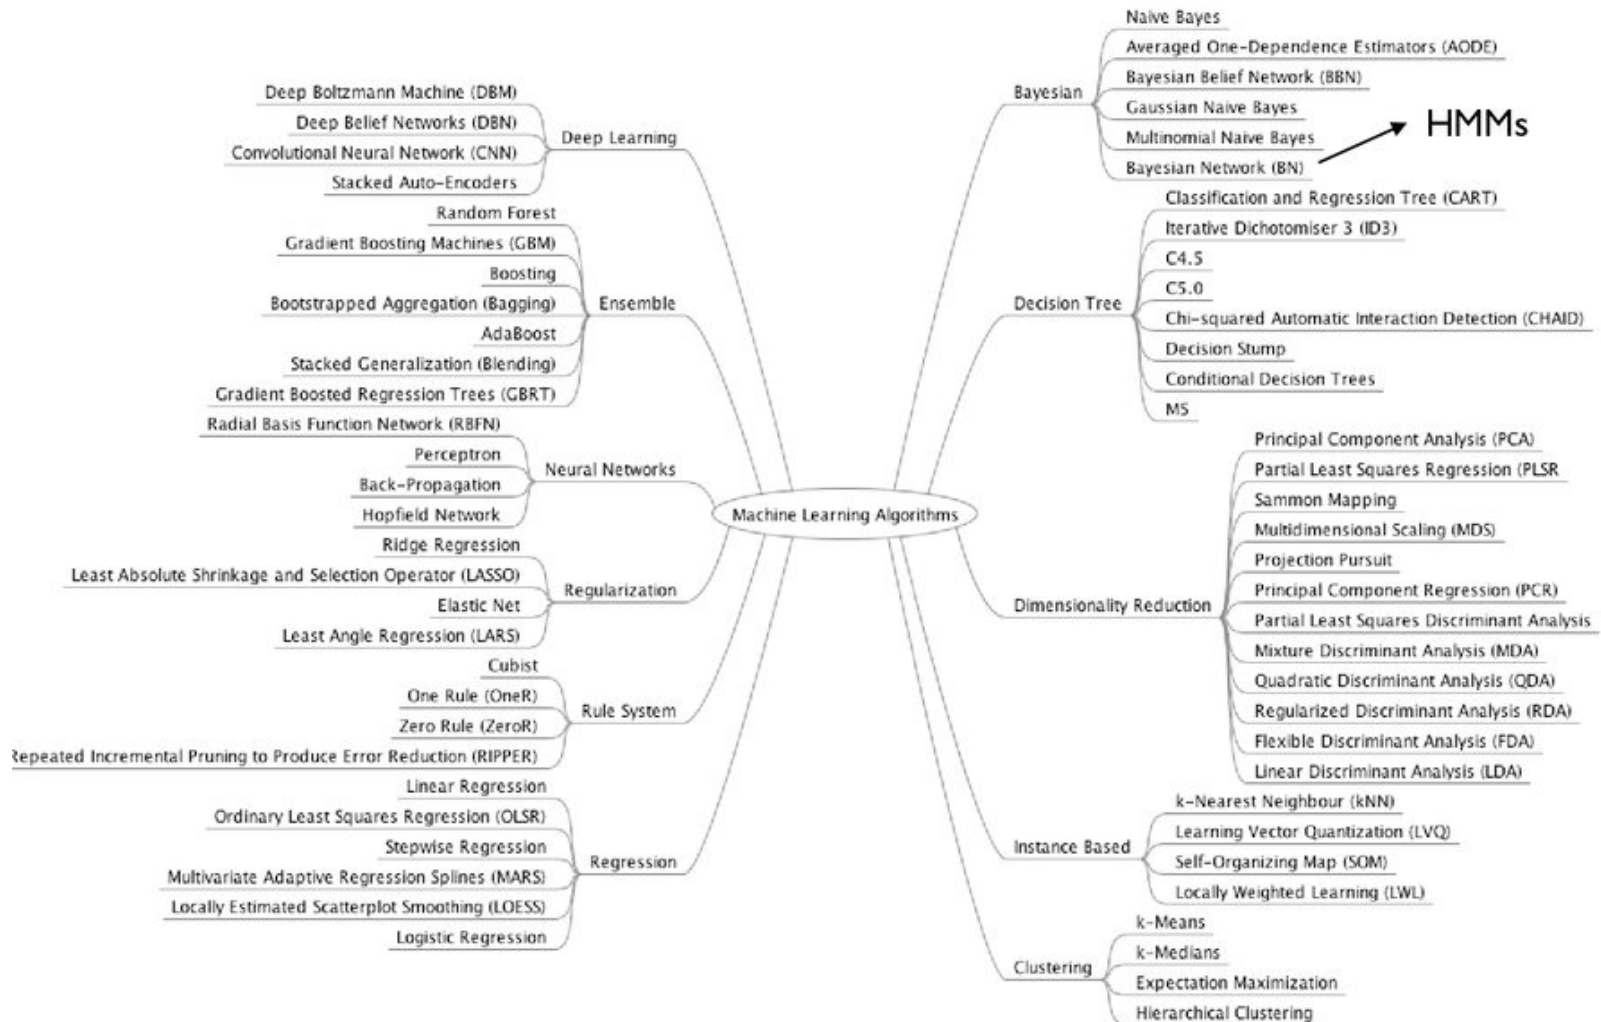 Machine Learning Algorithms
Deep Learning
Deep Boltzmann Machine (DBM)
Deep Belief Networks (DBN)
Convolutional Neural Network (CNN)
Stacked Auto-Encoders
Ensemble
Random Forest
Gradient Boosting Machines (GBM)
Boosting
Bootstrapped Aggregation (Bagging)
AdaBoost
Stacked Generalization (Blending)
Gradient Boosted Regression Trees (GBRT)
Neural Networks
Radial Basis Function Network (RBFN)
Perceptron
Back-Propagation
Hopfield Network
Regularization
Ridge Regression
Least Absolute Shrinkage and Selection Operator (LASSO)
Elastic Net
Least Angle Regression (LARS)
Rule System
Cubist
One Rule (OneR)
Zero Rule (ZeroR)
Repeated Incremental Pruning to Produce Error Reduction (RIPPER)
Regression
Linear Regression
Ordinary Least Squares Regression (OLSR)
Stepwise Regression
Multivariate Adaptive Regression Splines (MARS)
Locally Estimated Scatterplot Smoothing (LOESS)
Logistic Regression
Bayesian
Naive Bayes
Averaged One-Dependence Estimators (AODE)
Bayesian Belief Network (BBN)
Gaussian Naive Bayes
Multinomial Naive Bayes
Bayesian Network (BN)
HMMs
Decision Tree
Classification and Regression Tree (CART)
Iterative Dichotomiser 3 (ID3)
C4.5
C5.0
Chi-squared Automatic Interaction Detection (CHAID)
Decision Stump
Conditional Decision Trees
M5
Dimensionality Reduction
Principal Component Analysis (PCA)
Partial Least Squares Regression (PLSR
Sammon Mapping
Multidimensional Scaling (MDS)
Projection Pursuit
Principal Component Regression (PCR)
Partial Least Squares Discriminant Analysis
Mixture Discriminant Analysis (MDA)
Quadratic Discriminant Analysis (QDA)
Regularized Discriminant Analysis (RDA)
Flexible Discriminant Analysis (FDA)
Linear Discriminant Analysis (LDA)
Instance Based
k-Nearest Neighbour (kNN)
Learning Vector Quantization (LVQ)
Self-Organizing Map (SOM)
Locally Weighted Learning (LWL)
Clustering
k-Means
k-Medians
Expectation Maximization
Hierarchical Clustering